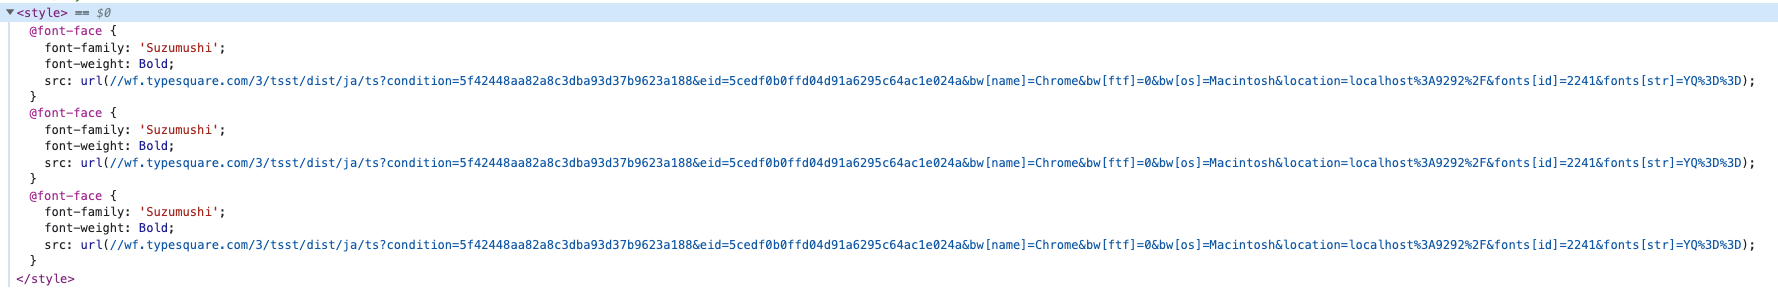 ▼<style> == $0
@font-face {
font-family: 'Suzumushi';
font-weight: Bold;
src: url(//wf.typesquare.com/3/tsst/dist/ja/ts?condition=5f42448aa82a8c3dba93d37b9623a188&eid=5cedf0b0ffd04d91a6295c64ac1e024a&bw[name]=Chrome&bw[ftf]=0&bw[os]=Macintosh&location=localhost%3A9292%2F&fonts[id]=2241&fonts[str]=YQ%3D%3D);
}
@font-face {
font-family: 'Suzumushi';
font-weight: Bold;
src: url(//wf.typesquare.com/3/tsst/dist/ja/ts?condition=5f42448aa82a8c3dba93d37b9623a188&eid=5cedf0b0ffd04d91a6295c64ac1e024a&bw[name]=Chrome&bw[ftf]=0&bw[os]=Macintosh&location=localhost%3A9292%2F&fonts[id]=2241&fonts[str]=YQ%3D%3D);
}
@font-face {
font-family: 'Suzumushi';
font-weight: Bold;
src: url(//wf.typesquare.com/3/tsst/dist/ja/ts?condition=5f42448aa82a8c3dba93d37b9623a188&eid=5cedf0b0ffd04d91a6295c64ac1e024a&bw[name]=Chrome&bw[ftf]=0&bw[os]=Macintosh&location=localhost%3A9292%2F&fonts[id]=2241&fonts[str]=YQ%3D%3D);
}
</style>